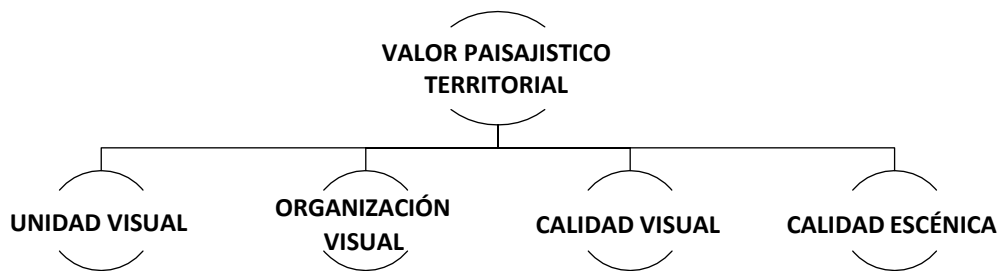 VALOR PAISAJISTICO
TERRITORIAL
UNIDAD VISUAL
ORGANIZACIÓN
VISUAL
CALIDAD VISUAL
CALIDAD ESCÉNICA